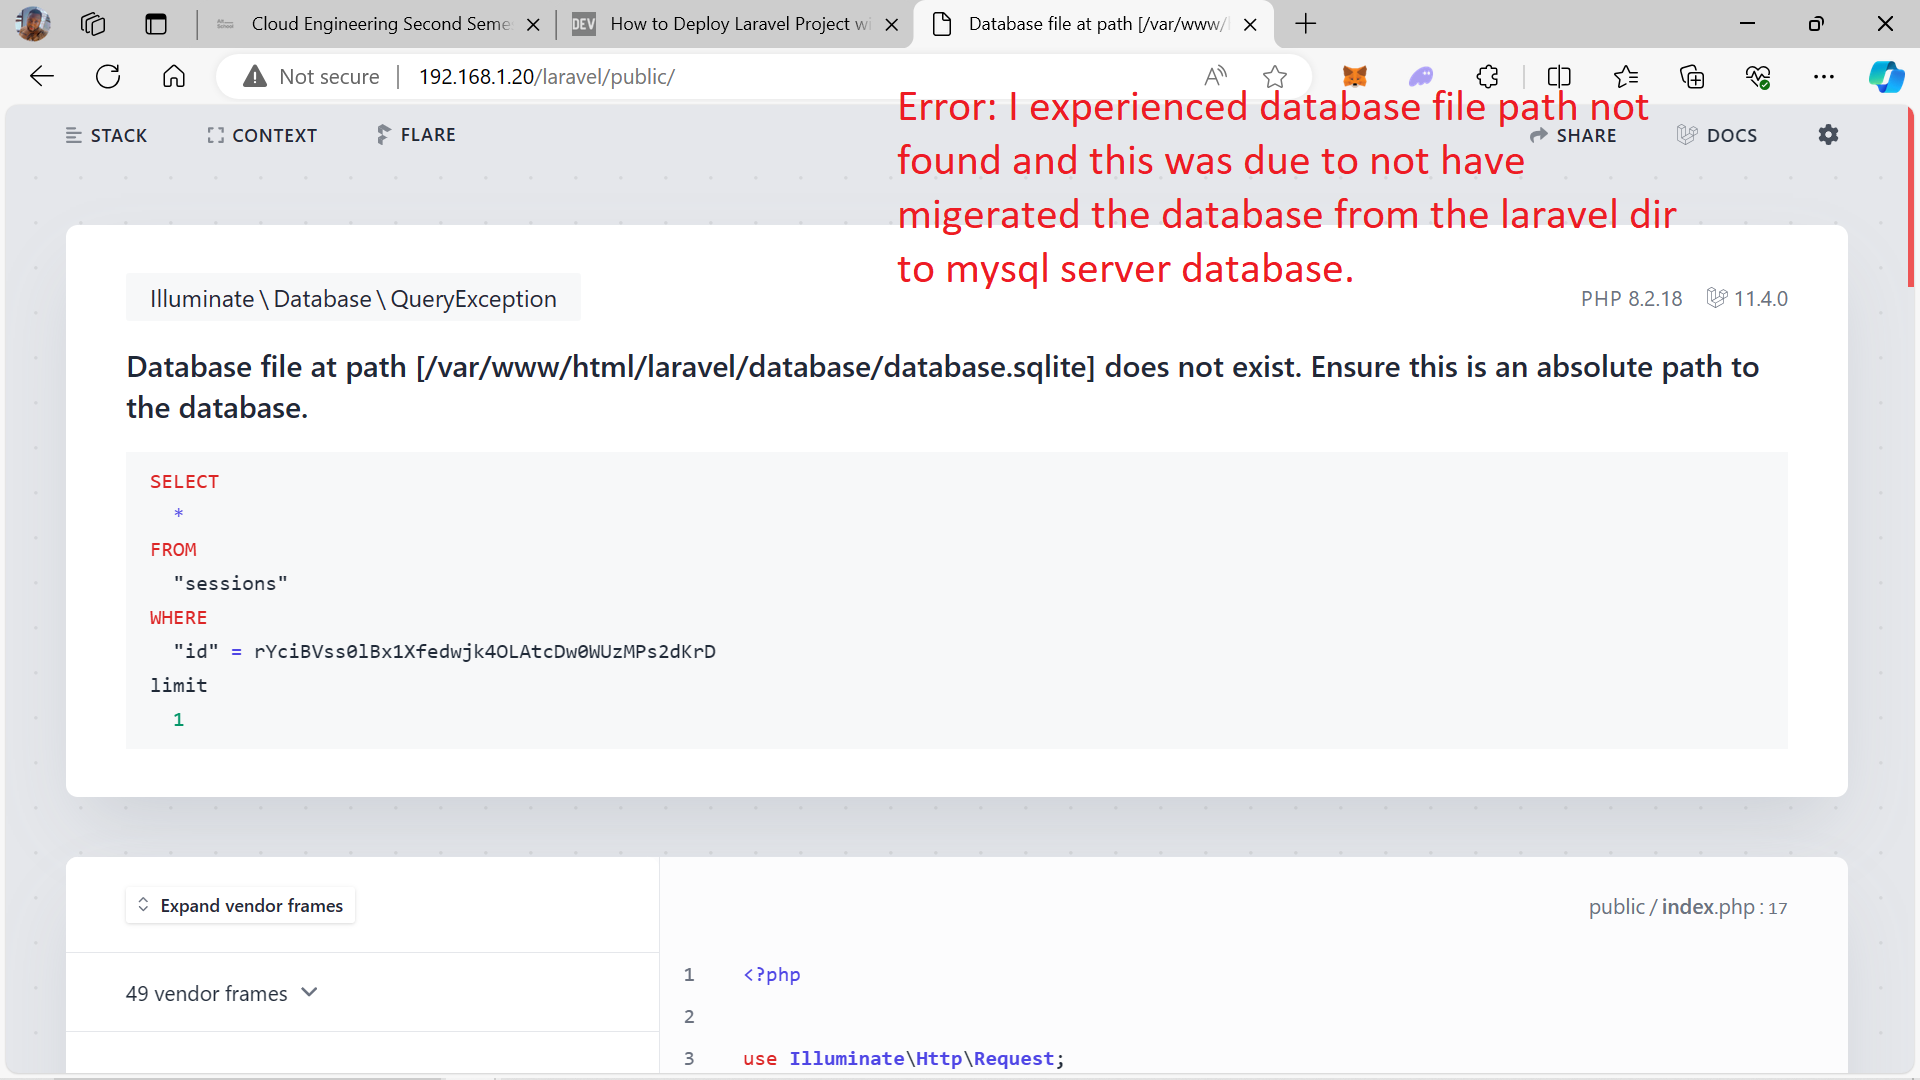 Cloud Engineering Second Seme
DEV How to Deploy Laravel Project wi
Database file at path [/var/www/l
Not secure 192.168.1.20/laravel/public/
Error: I experienced database file path not
found and this was due to not have
migerated the database from the laravel dir
to mysql server database.
STACK
CONTEXT
FLARE
SHARE
DOCS
Illuminate\Database\QueryException
PHP 8.2.18
11.4.0
Database file at path [/var/www/html/laravel/database/database.sqlite] does not exist. Ensure this is an absolute path to
the database.
SELECT
*
FROM
"sessions"
WHERE
"id" = rYciBVss0lBx1Xfedwjk4OLAtcDw0WUzMPs2dKrD
limit
1
Expand vendor frames
49 vendor frames
public/index.php:17
1 <?php
2
3 use Illuminate\Http\Request;